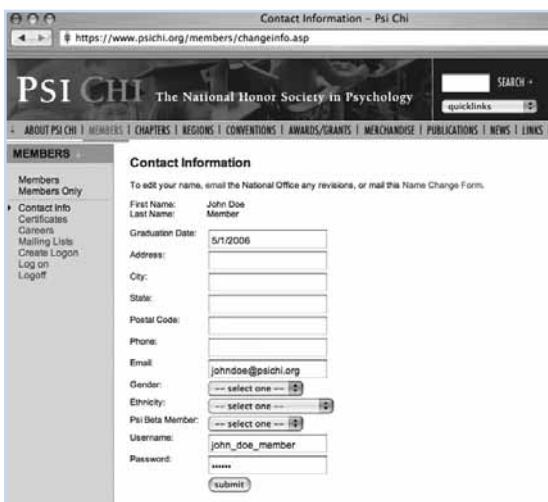 Contact Information – Psi Chi
https://www.psichi.org/members/changeinfo.asp
PSI CHI The National Honor Society in Psychology
SEARCH
quicklinks
ABOUT PSI CHI | MEMBERS | CHAPTERS | REGIONS | CONVENTIONS | AWARDS/GRANTS | MERCHANDISE | PUBLICATIONS | NEWS | LINKS
MEMBERS
Members
Members Only
Contact Info
Certificates
Careers
Mailing Lists
Create Logon
Log on
Logoff
Contact Information
To edit your name, email the National Office any revisions, or mail this Name Change Form.
First Name: John Doe
Last Name: Member
Graduation Date: 5/1/2006
Address:
City:
State:
Postal Code:
Phone:
Email: johndoe@psichi.org
Gender: -- select one --
Ethnicity: -- select one --
Psi Beta Member: -- select one --
Username: john_doe_member
Password: ••••••
submit